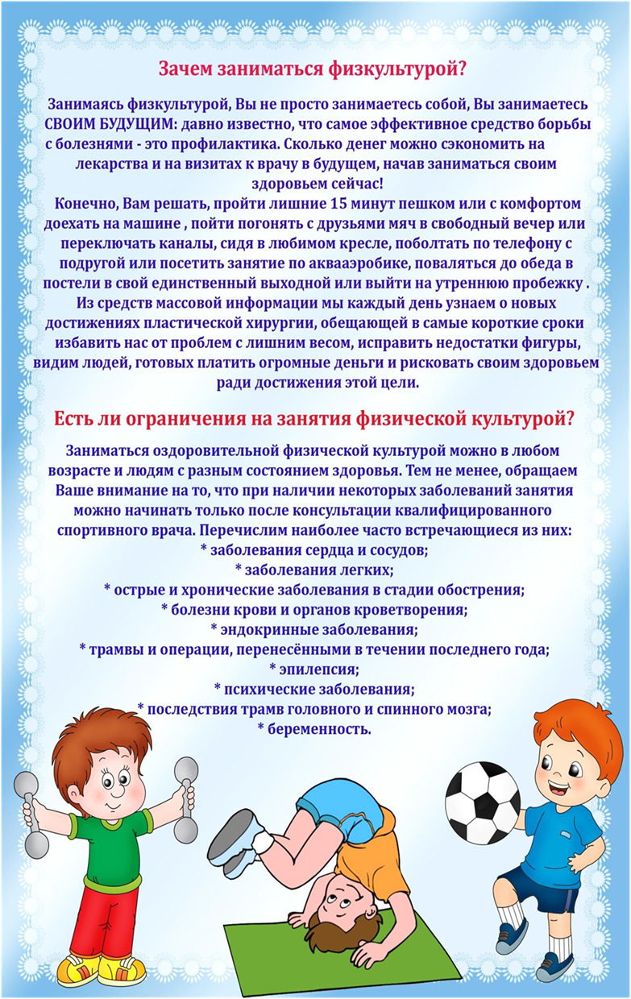 Зачем заниматься физкультурой?
Занимаясь физкультурой, Вы не просто занимаетесь собой, Вы занимаетесь
СВОИМ БУДУЩИМ: давно известно, что самое эффективное средство борьбы
с болезнями - это профилактика. Сколько денег можно сэкономить на
лекарства и на визитах к врачу в будущем, начав заниматься своим
здоровьем сейчас!
Конечно, Вам решать, пройти лишние 15 минут пешком или с комфортом
доехать на машине , пойти погонять с друзьями мяч в свободный вечер или
переключать каналы, сидя в любимом кресле, поболтать по телефону с
подругой или посетить занятие по аквааэробике, поваляться до обеда в
постели в свой единственный выходной или выйти на утреннюю пробежку .
Из средств массовой информации мы каждый день узнаем о новых
достижениях пластической хирургии, обещающей в самые короткие сроки
избавить нас от проблем с лишним весом, исправить недостатки фигуры,
видим людей, готовых платить огромные деньги и рисковать своим здоровьем
ради достижения этой цели.
Есть ли ограничения на занятия физической культурой?
Заниматься оздоровительной физической культурой можно в любом
возрасте и людям с разным состоянием здоровья. Тем не менее, обращаем
Ваше внимание на то, что при наличии некоторых заболеваний занятия
можно начинать только после консультации квалифицированного
спортивного врача. Перечислим наиболее часто встречающиеся из них:
* заболевания сердца и сосудов;
* заболевания легких;
* острые и хронические заболевания в стадии обострения;
* болезни крови и органов кроветворения;
* эндокринные заболевания;
* трамвы и операции, перенесёнными в течении последнего года;
* эпилепсия;
* психические заболевания;
* последствия трамв головного и спинного мозга;
* беременность.